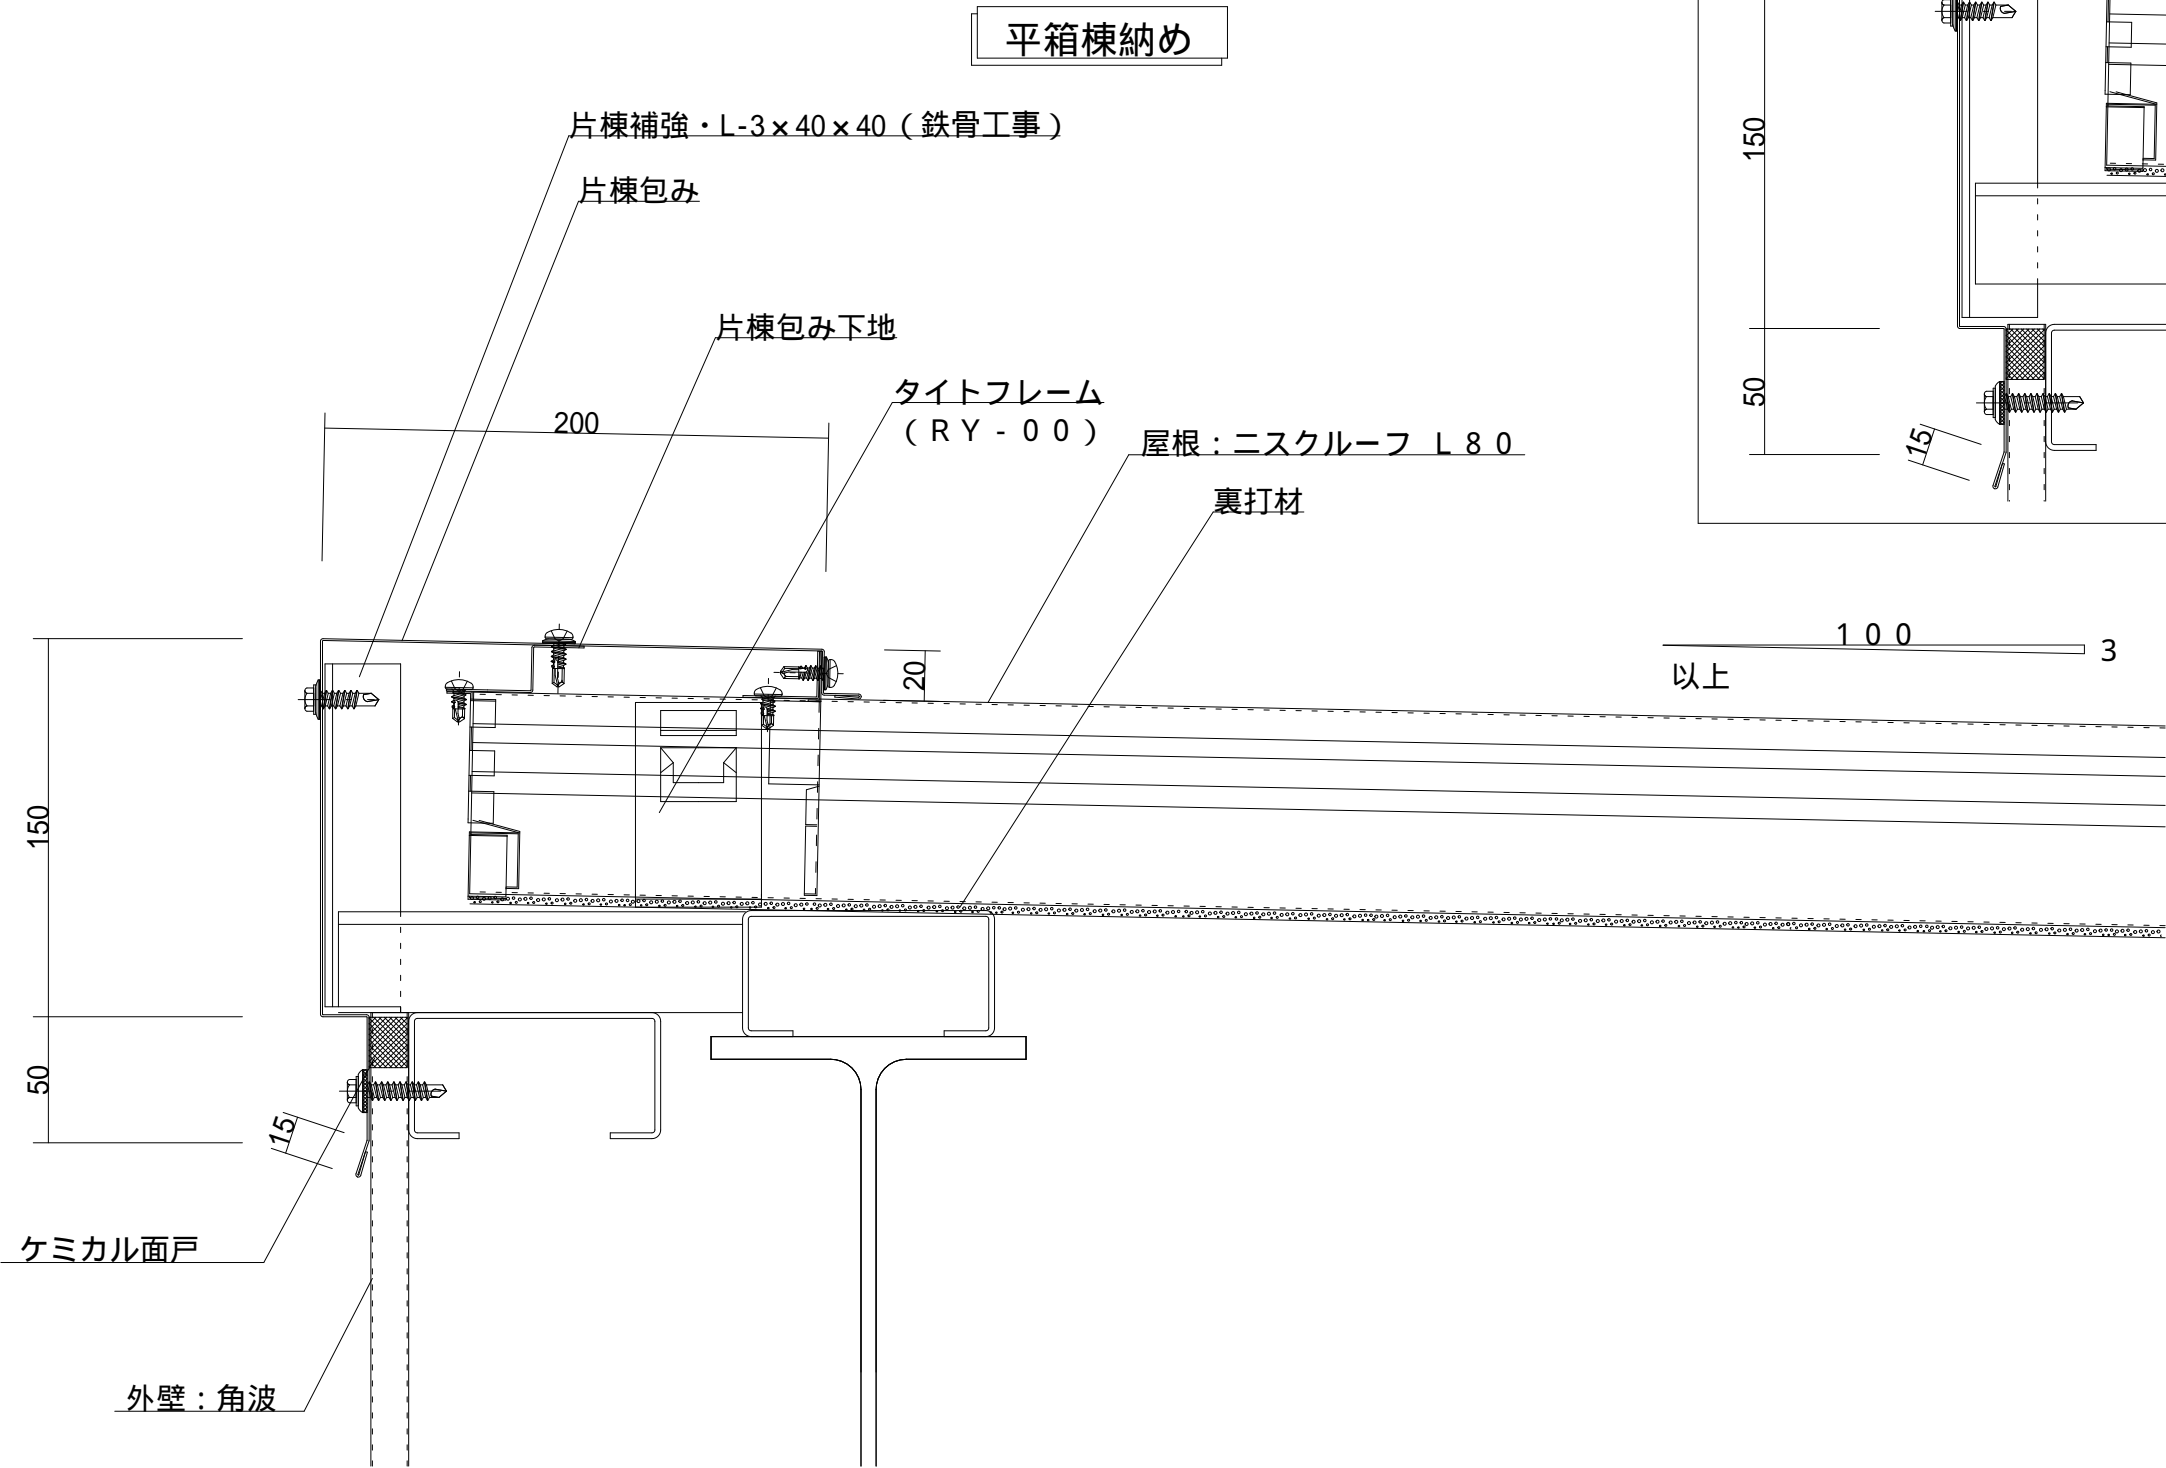 平箱棟納め
片棟補強・L-3×40×40（鉄骨工事）
片棟包み
片棟包み下地
タイトフレーム
（ＲＹ-００）
屋根：ニスクルーフ Ｌ８０
裏打材
200
20
１００
3
以上
150
50
15
ケミカル面戸
外壁：角波
150
50
15